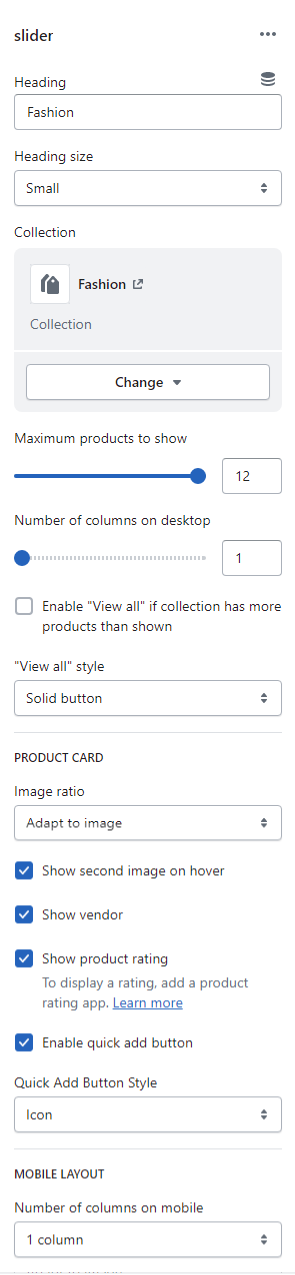 slider
Heading
Fashion
Heading size
Small
Collection
Fashion
Collection
Change
Maximum products to show
12
Number of columns on desktop
1
Enable "View all" if collection has more
products than shown
"View all" style
Solid button
PRODUCT CARD
Image ratio
Adapt to image
Show second image on hover
Show vendor
Show product rating
To display a rating, add a product
rating app. Learn more
Enable quick add button
Quick Add Button Style
Icon
MOBILE LAYOUT
Number of columns on mobile
1 column